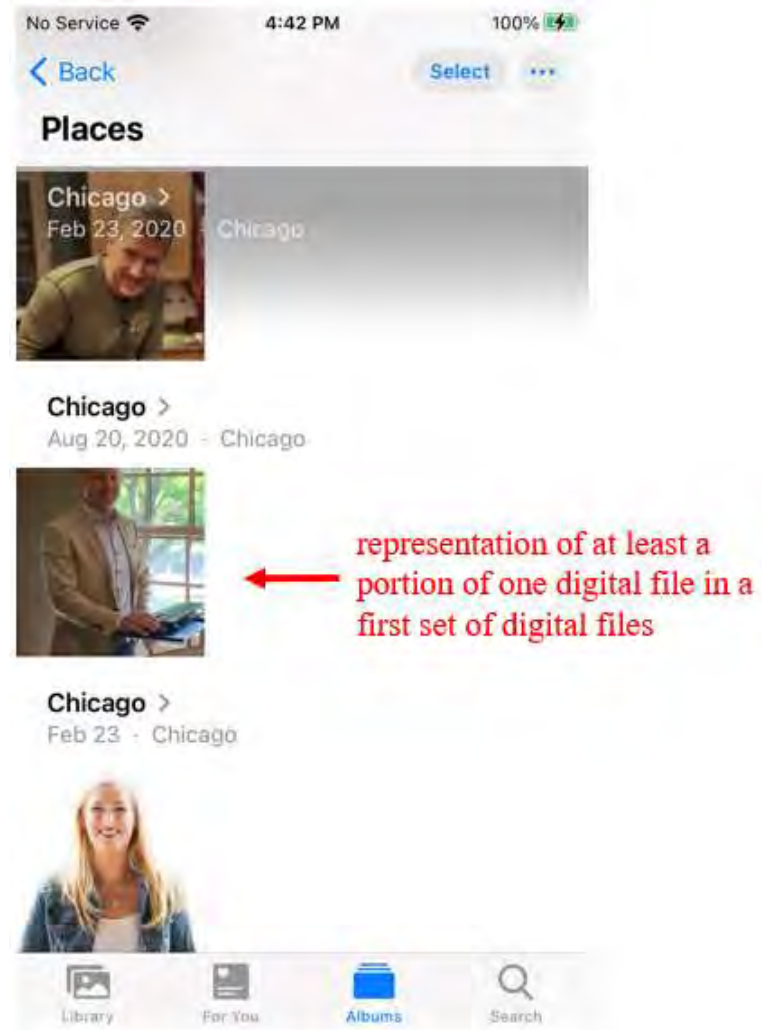 No Service 4:42 PM 100%
Back Select ...
Places
Chicago >
Feb 23, 2020 · Chicago
Chicago >
Aug 20, 2020 · Chicago
representation of at least a
portion of one digital file in a
first set of digital files
Chicago >
Feb 23 · Chicago
Library For You Albums Search